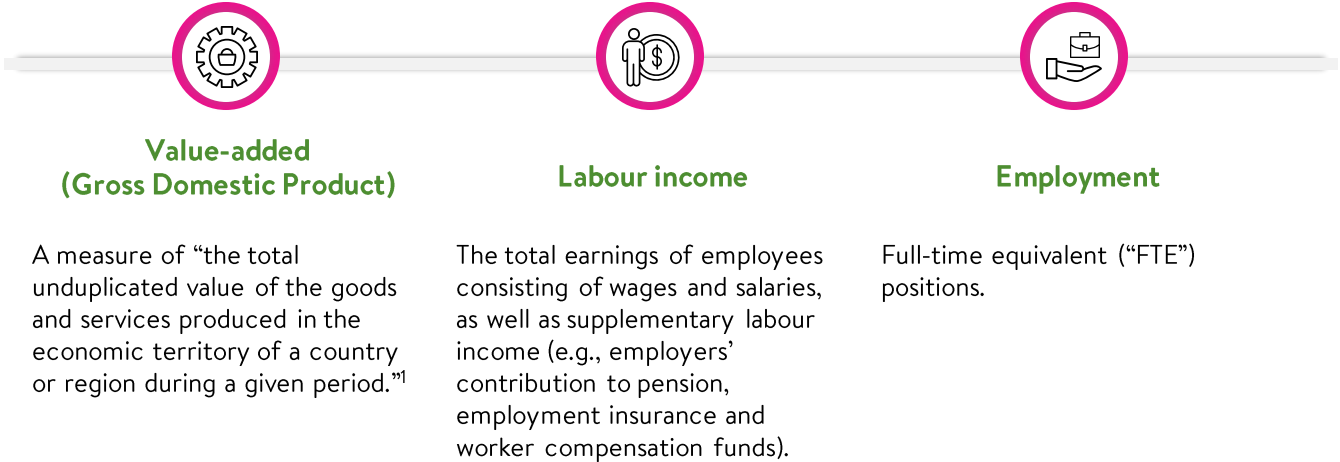 $
Value-added
(Gross Domestic Product)
A measure of “the total
unduplicated value of the goods
and services produced in the
economic territory of a country
or region during a given period.”1
Labour income
The total earnings of employees
consisting of wages and salaries,
as well as supplementary labour
income (e.g., employers’
contribution to pension,
employment insurance and
worker compensation funds).
Employment
Full-time equivalent (“FTE”)
positions.